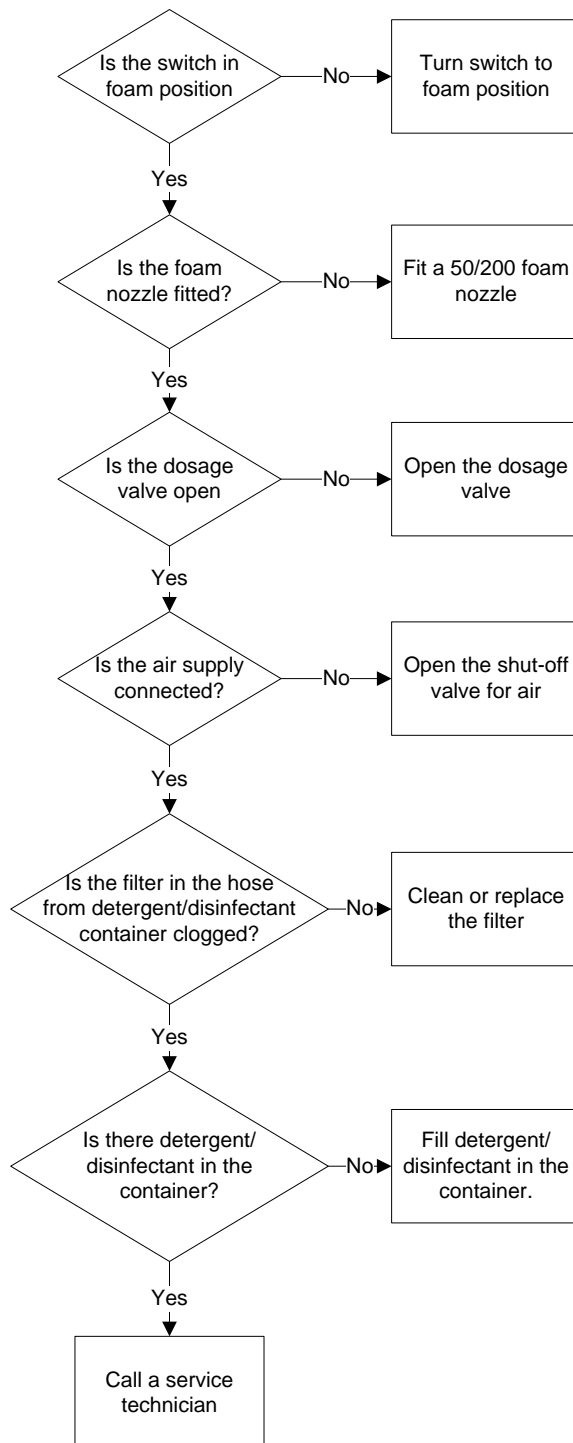 Is the switch in
foam position
No
Turn switch to
foam position
Yes
Is the foam
nozzle fitted?
No
Fit a 50/200 foam
nozzle
Yes
Is the dosage
valve open
No
Open the dosage
valve
Yes
Is the air supply
connected?
No
Open the shut-off
valve for air
Yes
Is the filter in the hose
from detergent/disinfectant
container clogged?
No
Clean or replace
the filter
Yes
Is there detergent/
disinfectant in the
container?
No
Fill detergent/
disinfectant in the
container.
Yes
Call a service
technician